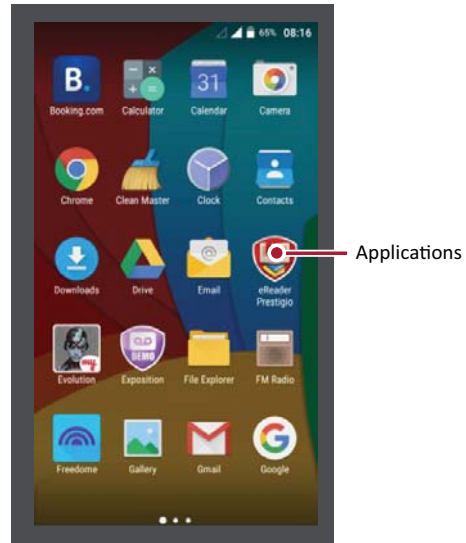 65% 08:16
B.
31
Booking.com Calculator Calendar Camera
Chrome Clean Master Clock Contacts
Applications
@
Downloads Drive Email eReader
Prestigio
my
DEMO
Evolution Exposition File Explorer FM Radio
G
Freedome Gallery Gmail Google